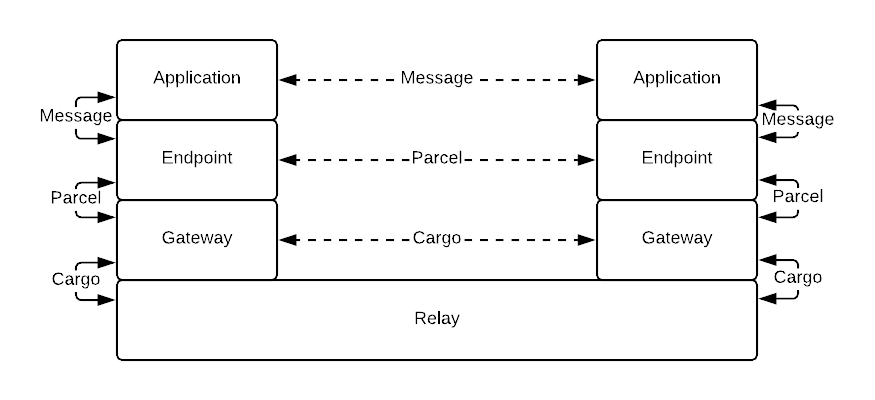 Application
Message
Application
Message
Message
Endpoint
Parcel
Endpoint
Parcel
Parcel
Gateway
Cargo
Gateway
Cargo
Cargo
Relay